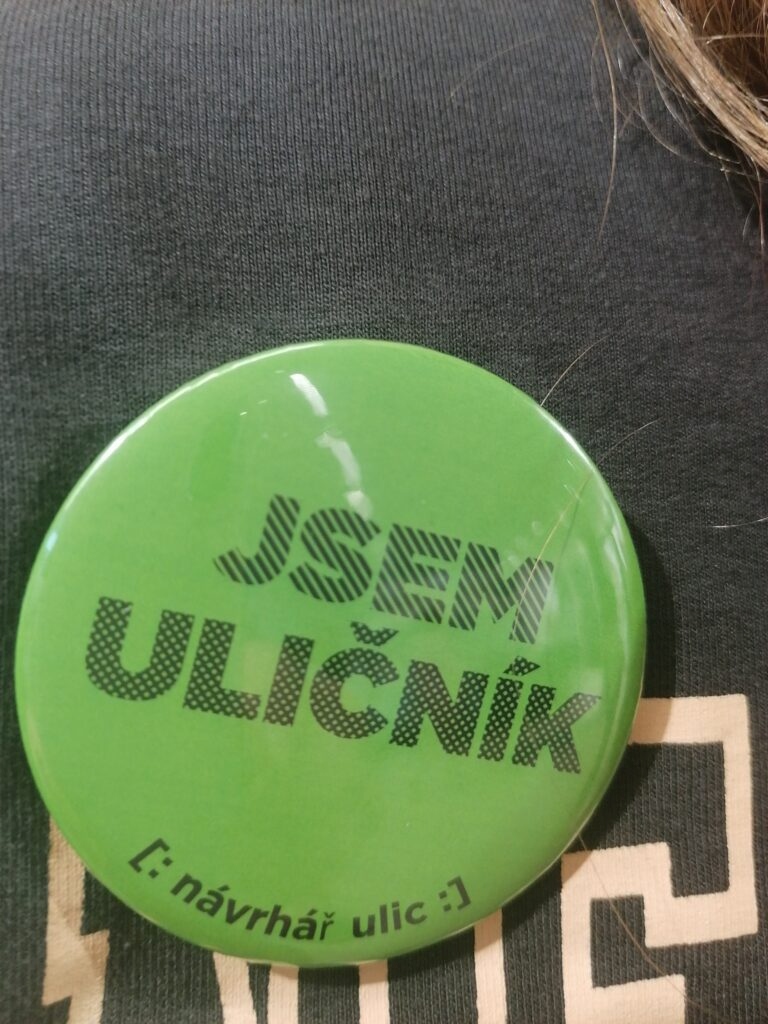 JSEM
ULIČNÍK
[: návrhář ulic :]